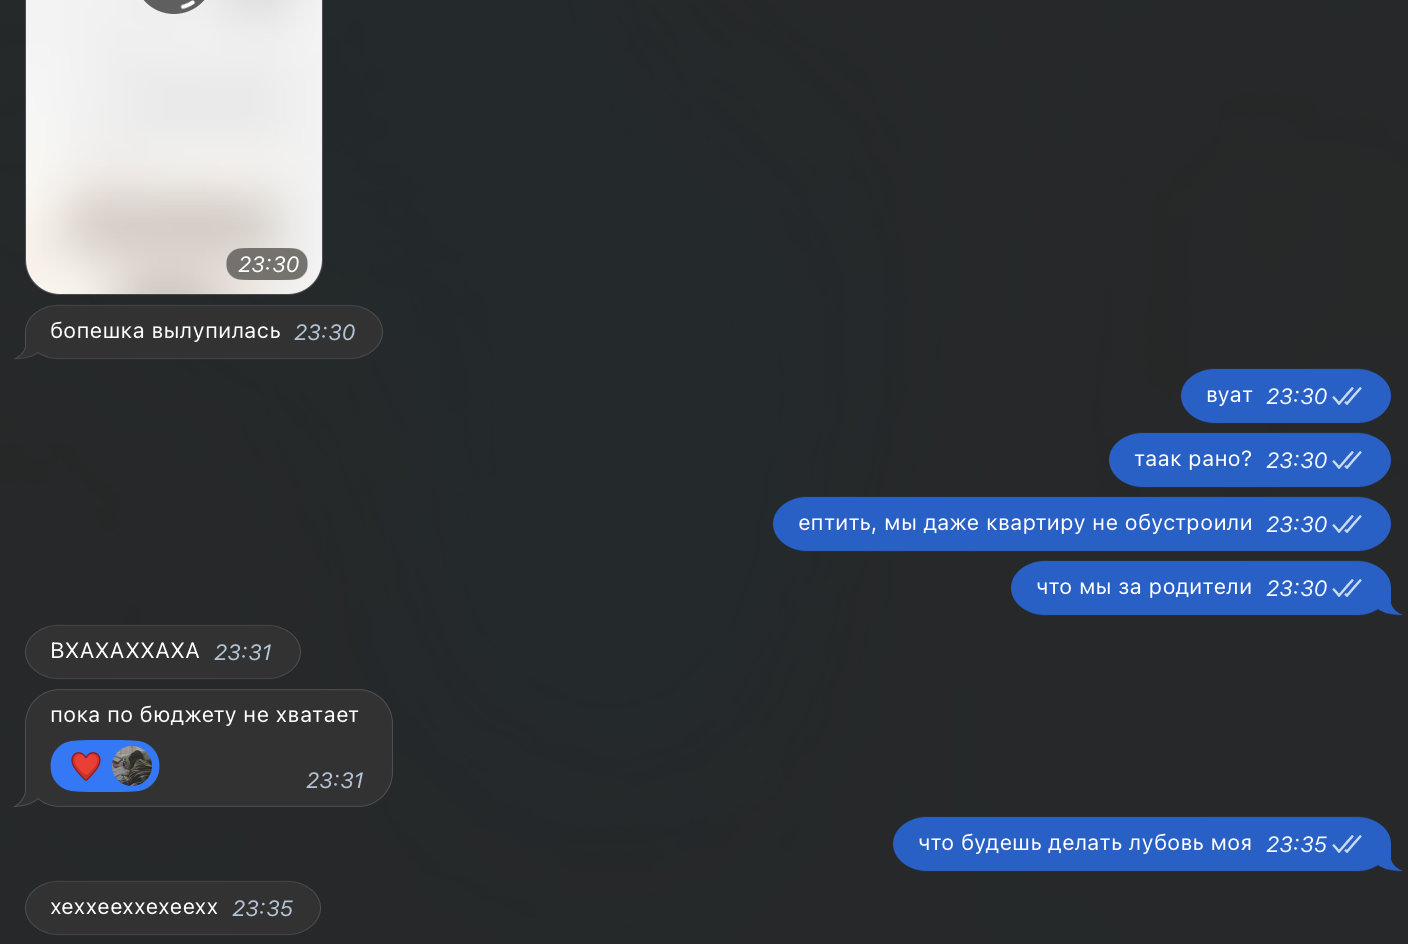 23:30
бопешка вылупилась 23:30
вуат 23:30
таак рано? 23:30
ептить, мы даже квартиру не обустроили 23:30
что мы за родители 23:30
ВХАХАХХАХА 23:31
пока по бюджету не хватает
23:31
что будешь делать лубовь моя 23:35
хеххееххехеехх 23:35